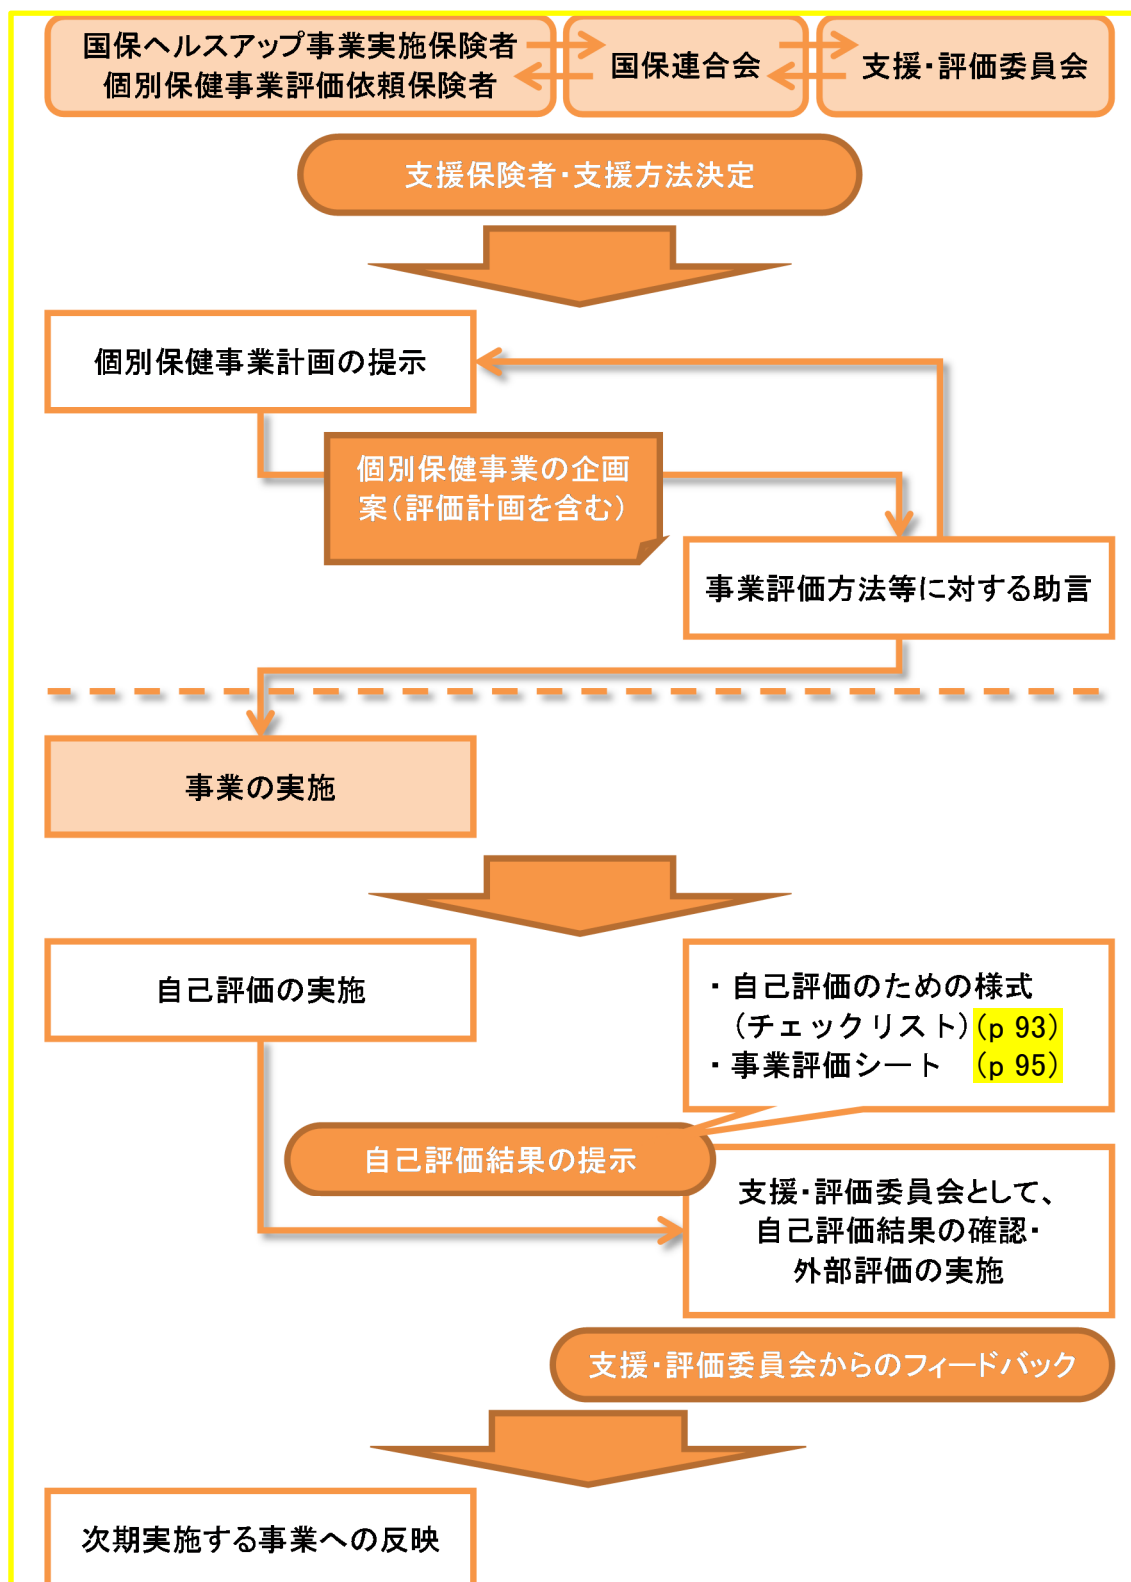 国保ヘルスアップ事業実施保険者
個別保健事業評価依頼保険者
国保連合会
支援・評価委員会
支援保険者・支援方法決定
個別保健事業計画の提示
個別保健事業の企画
案(評価計画を含む)
事業評価方法等に対する助言
事業の実施
自己評価の実施
・自己評価のための様式
(チェックリスト)(p 93)
・事業評価シート (p 95)
自己評価結果の提示
支援・評価委員会として、
自己評価結果の確認・
外部評価の実施
支援・評価委員会からのフィードバック
次期実施する事業への反映